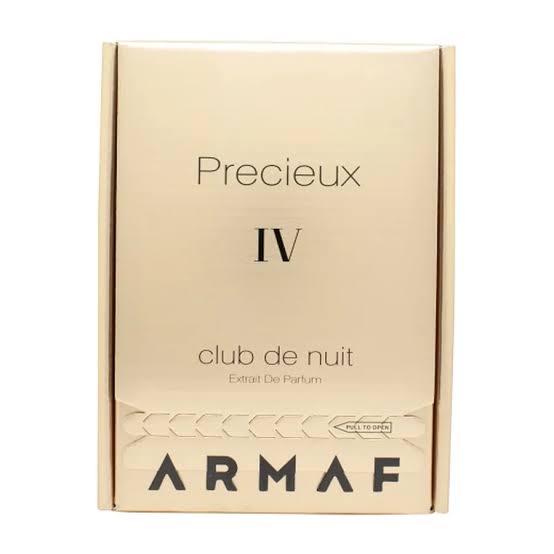 Precieux
IV
club de nuit
Extrait De Parfum
PULL TO OPEN
ARMAF